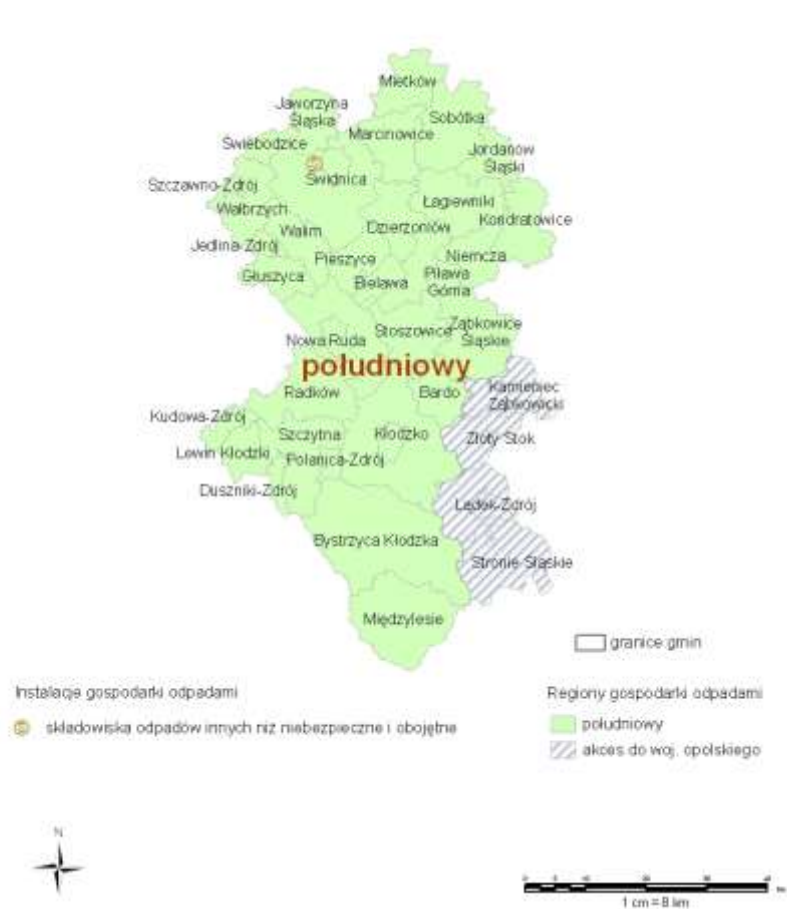 Mietków
Jaworzyna
Śląska
Sobótka
Marcinowice
Świebodzice
Jordanów
Śląski
Świdnica
Szczawno-Zdrój
Łagiewniki
Wałbrzych
Kondratowice
Walim
Dzierżoniów
Jedlina-Zdrój
Pieszyce
Niemcza
Głuszyca
Bielawa
Piława
Górna
Stoszowice
Ząbkowice
Śląskie
Nowa Ruda
południowy
Radków
Bardo
Kamieniec
Ząbkowicki
Kudowa-Zdrój
Szczytna
Kłodzko
Złoty Stok
Lewin Kłodzki
Polanica-Zdrój
Duszniki-Zdrój
Lądek-Zdrój
Bystrzyca Kłodzka
Stronie Śląskie
Międzylesie
granice gmin
Instalacje gospodarki odpadami
Regiony gospodarki odpadami
składowiska odpadów innych niż niebezpieczne i obojętne
południowy
akces do woj. opolskiego
N
1 cm = 8 km